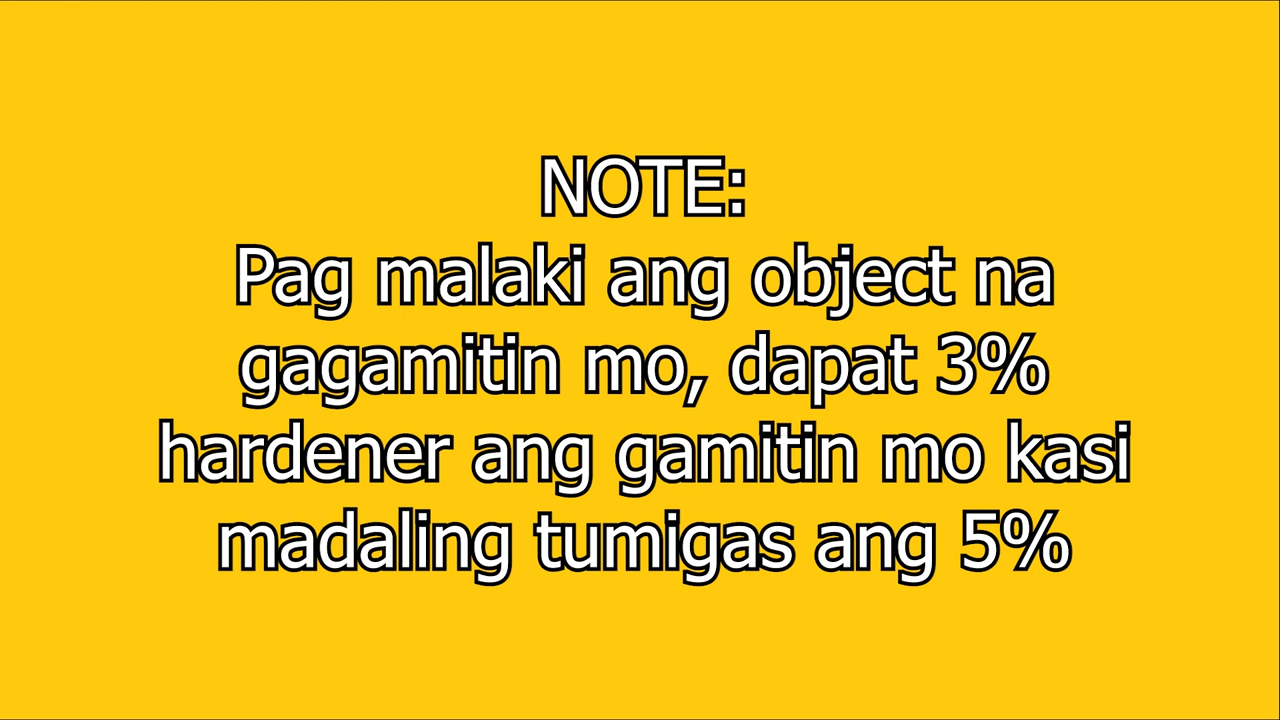 NOTE:
Pag malaki ang object na
gagamitin mo, dapat 3%
hardener ang gamitin mo kasi
madaling tumigas ang 5%